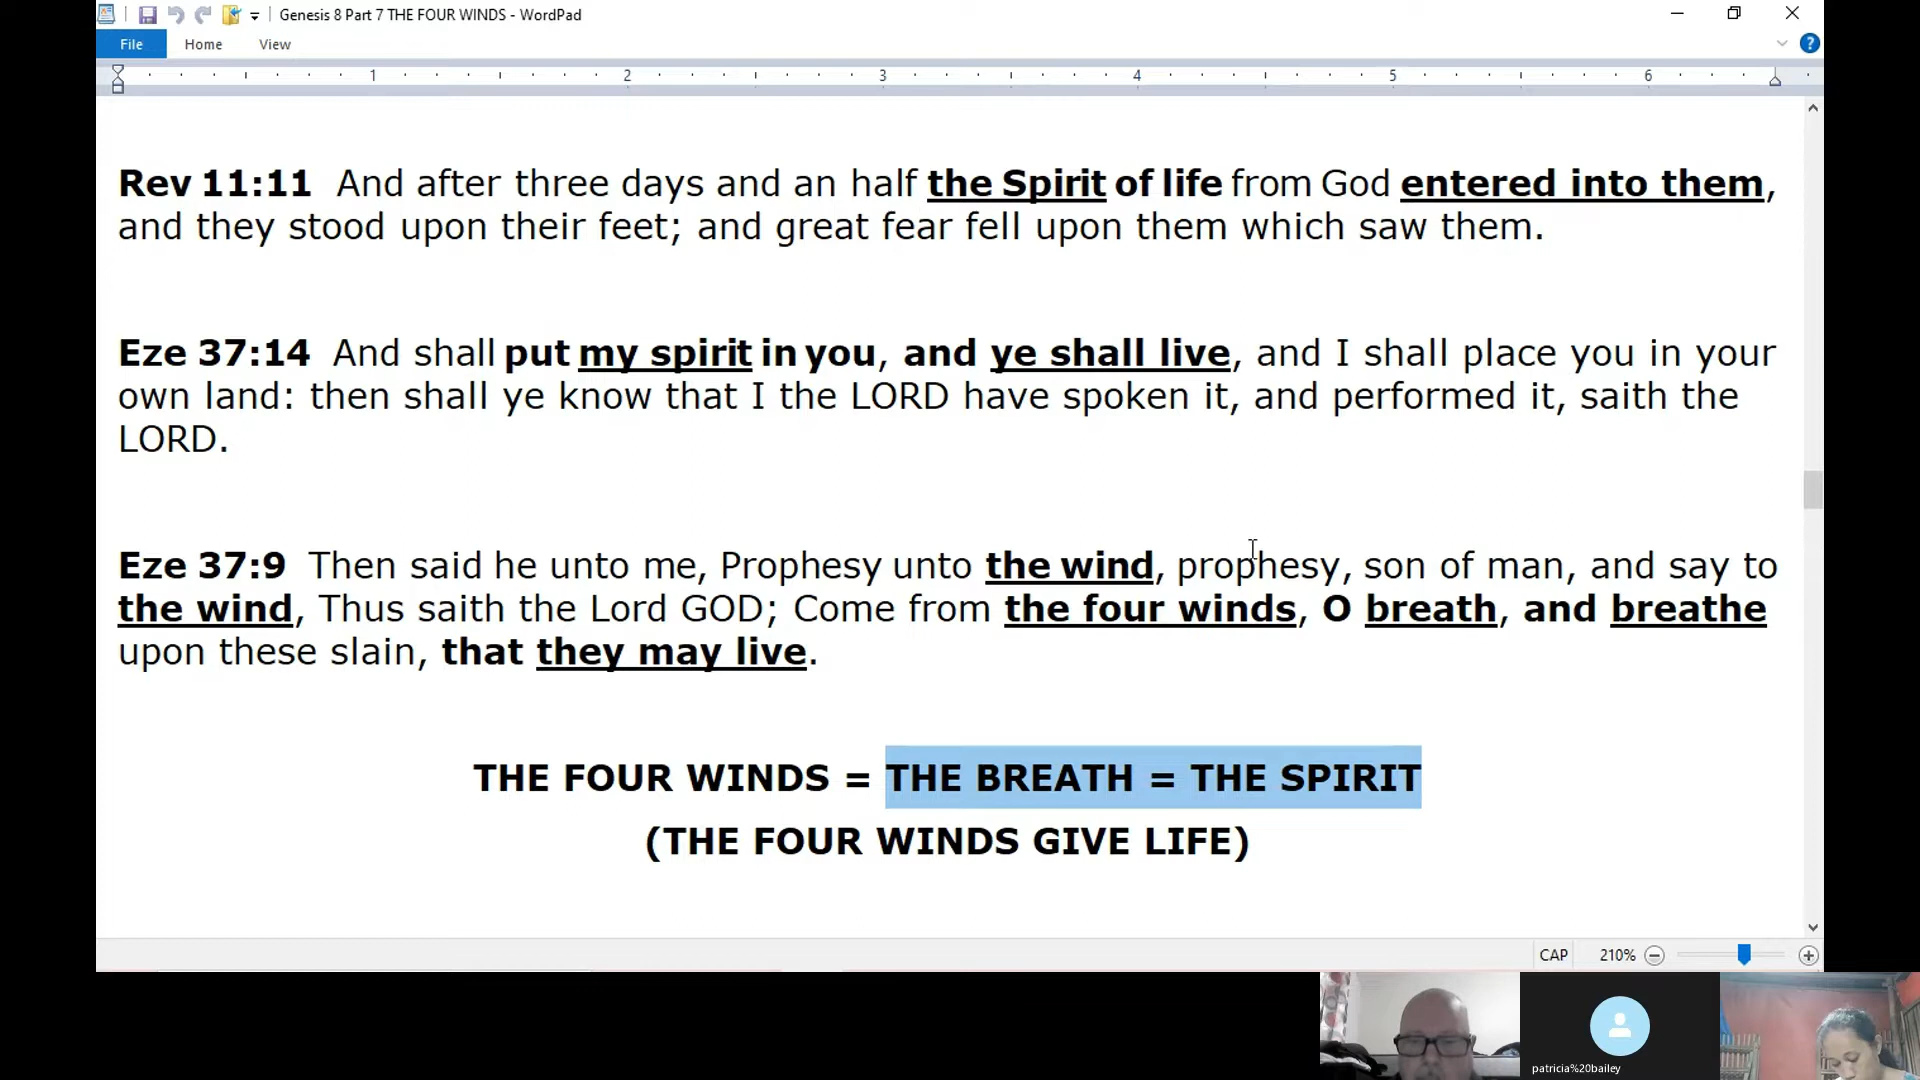 Genesis 8 Part 7 THE FOUR WINDS - WordPad
File Home View
1 2 3 4 5 6
Rev 11:11 And after three days and an half the Spirit of life from God entered into them,
and they stood upon their feet; and great fear fell upon them which saw them.
Eze 37:14 And shall put my spirit in you, and ye shall live, and I shall place you in your
own land: then shall ye know that I the LORD have spoken it, and performed it, saith the
LORD.
Eze 37:9 Then said he unto me, Prophesy unto the wind, prophesy, son of man, and say to
the wind, Thus saith the Lord GOD; Come from the four winds, O breath, and breathe
upon these slain, that they may live.
THE FOUR WINDS = THE BREATH = THE SPIRIT
(THE FOUR WINDS GIVE LIFE)
CAP 210%
patricia%20bailey